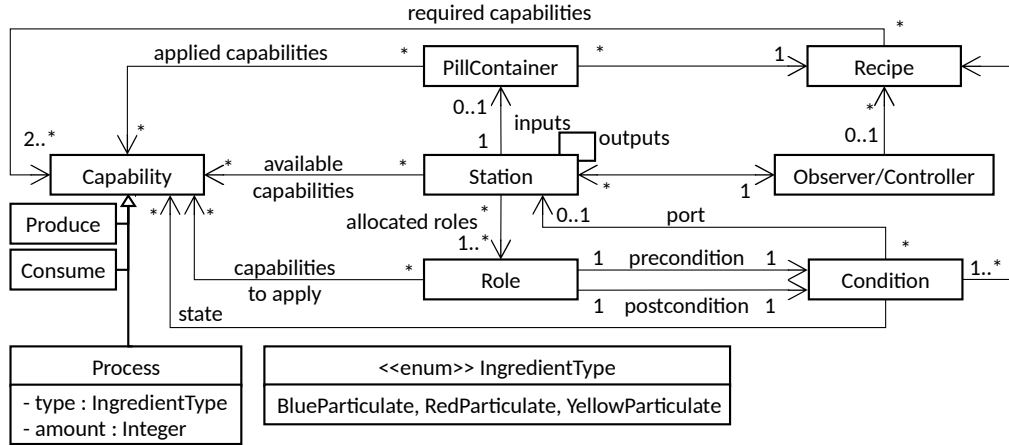 required capabilities
*
applied capabilities
*
PillContainer
*
1
Recipe
0..1
*
2..*
*
1
inputs
outputs
0..1
Capability
*
available
capabilities
*
Station
*
1
Observer/Controller
Produce
*
*
allocated roles
*
0..1
port
1..*
*
Consume
capabilities
to apply
*
Role
1
precondition
1
Condition
1..*
1
postcondition
1
state
Process
- type : IngredientType
- amount : Integer
<<enum>> IngredientType
BlueParticulate, RedParticulate, YellowParticulate